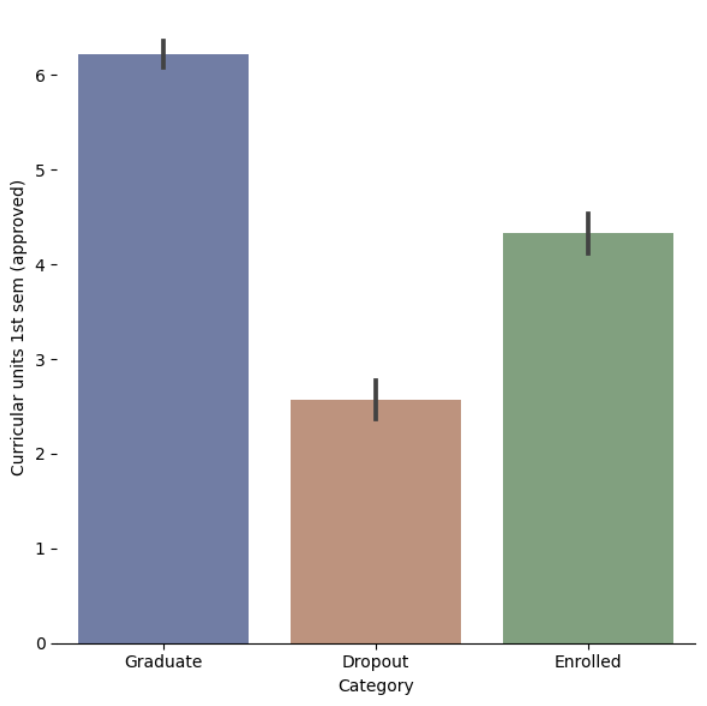 6
5
4
3
2
1
0
Curricular units 1st sem (approved)
Graduate
Dropout
Enrolled
Category